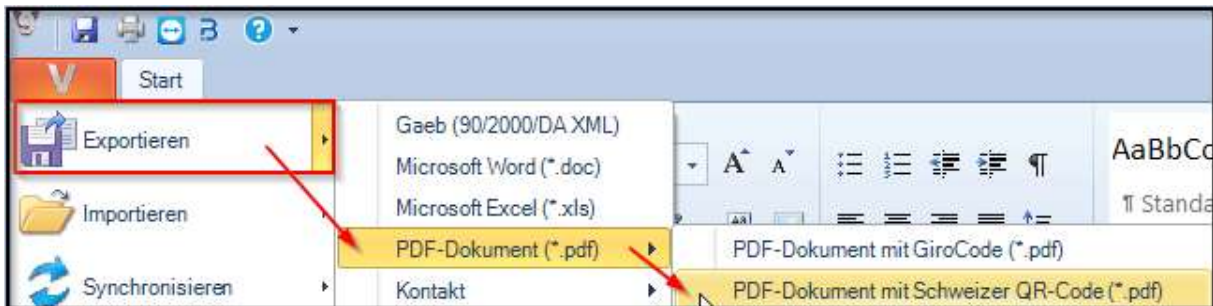 Start
Exportieren
Gaeb (90/2000/DA XML)
Microsoft Word (*.doc)
Microsoft Excel (*.xls)
PDF-Dokument (*.pdf)
Kontakt
PDF-Dokument mit GiroCode (*.pdf)
PDF-Dokument mit Schweizer QR-Code (*.pdf)
Importieren
Synchronisieren
AaBbCc
¶ Standa